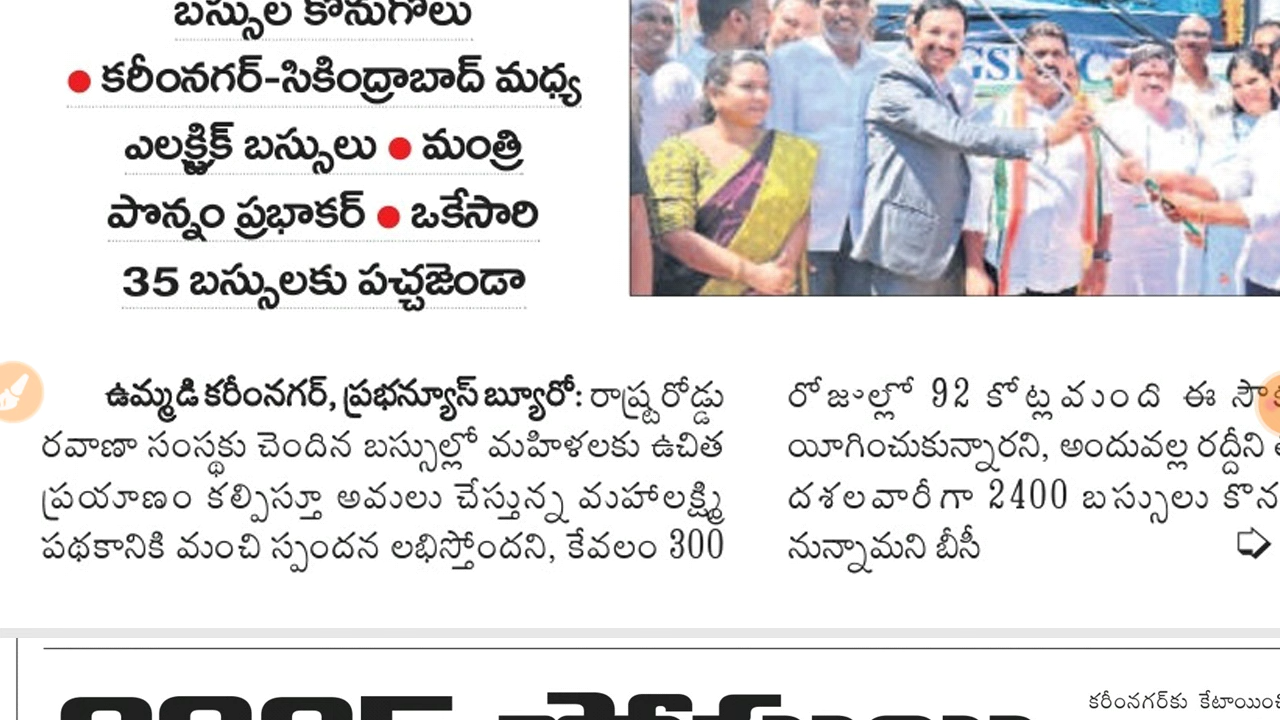 బస్సుల కొనుగోలు
● కరీంనగర్-సికింద్రాబాద్ మధ్య
ఎలక్ట్రిక్ బస్సులు ● మంత్రి
పొన్నం ప్రభాకర్ ● ఒకేసారి
35 బస్సులకు పచ్చజెండా
ఉమ్మడి కరీంనగర్, ప్రభన్యూస్ బ్యూరో: రాష్ట్ర రోడ్డు
రవాణా సంస్థకు చెందిన బస్సుల్లో మహిళలకు ఉచిత
ప్రయాణం కల్పిస్తూ అమలు చేస్తున్న మహాలక్ష్మి
పథకానికి మంచి స్పందన లభిస్తోందని, కేవలం 300
రోజుల్లో 92 కోట్ల మంది ఈ
యోగించుకున్నారని, అందువల్ల రద్దీని
దశలవారీగా 2400 బస్సులు
నున్నామని బీసీ
కరీంనగర్‌కు